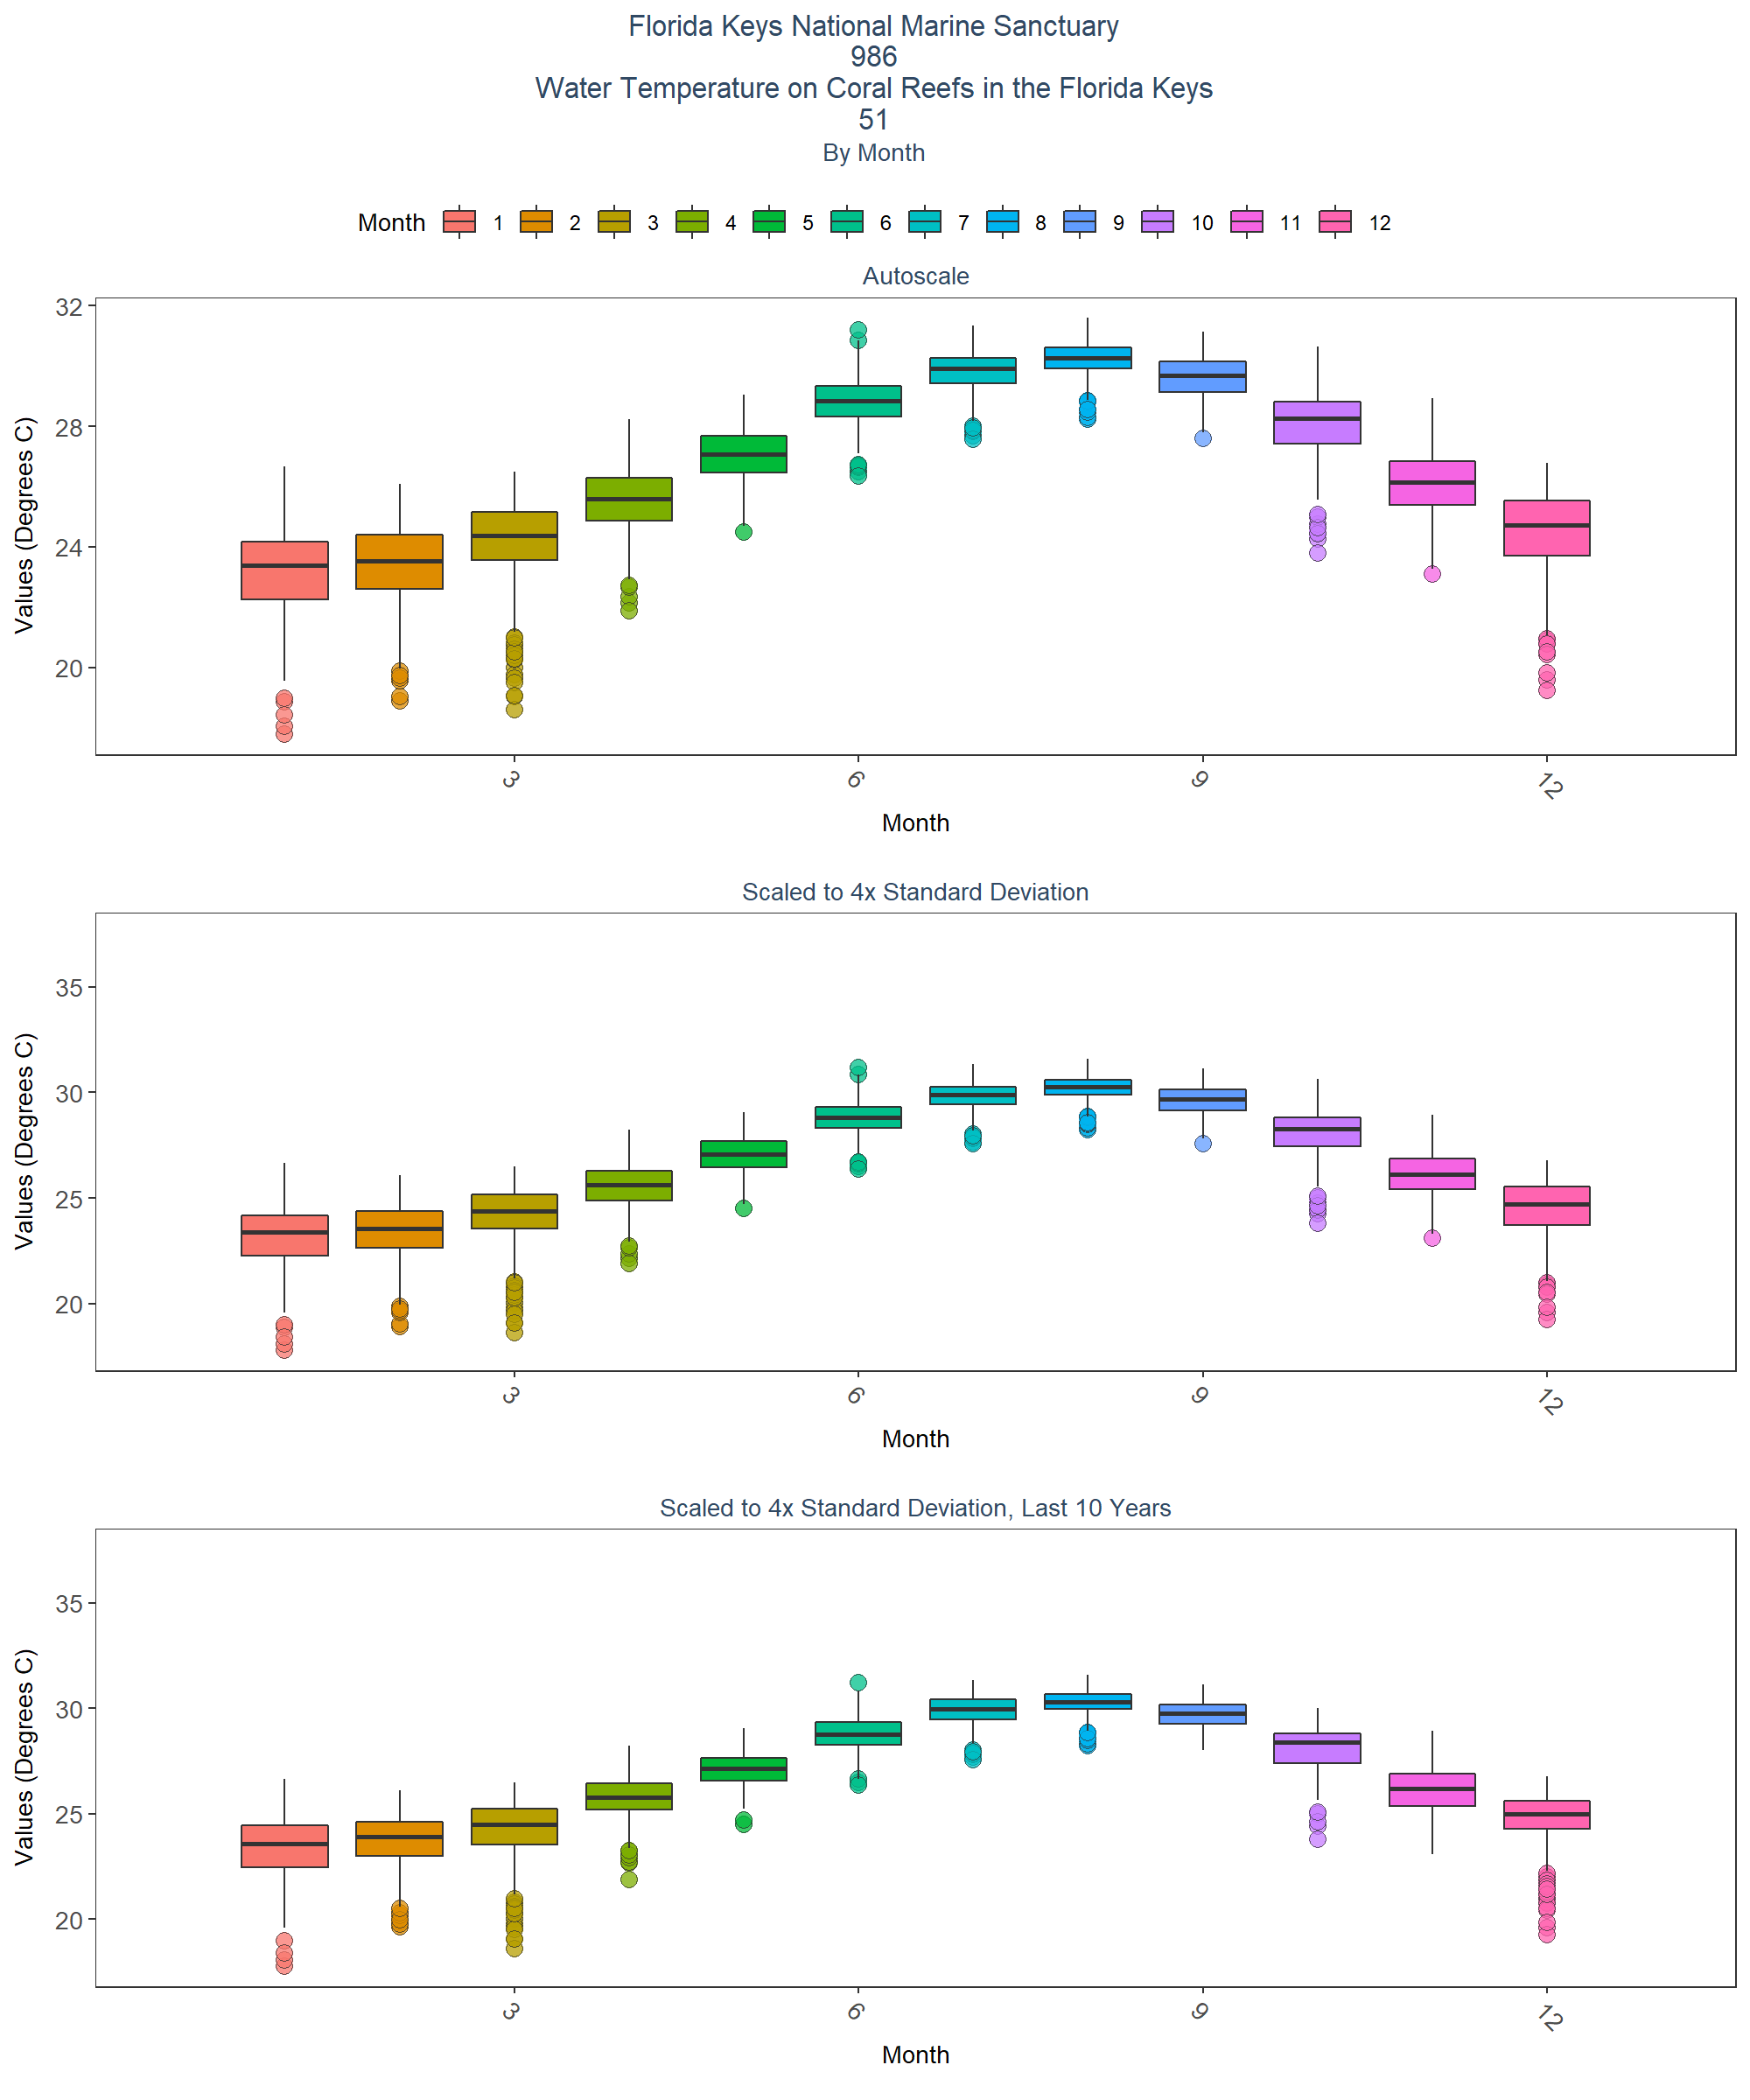 Florida Keys National Marine Sanctuary
986
Water Temperature on Coral Reefs in the Florida Keys
51
By Month
Month 1 2 3 4 5 6 7 8 9 10 11 12
Autoscale
Values (Degrees C)
32
28
24
20
3 6 9 12
Month
Scaled to 4x Standard Deviation
Values (Degrees C)
35
30
25
20
3 6 9 12
Month
Scaled to 4x Standard Deviation, Last 10 Years
Values (Degrees C)
35
30
25
20
3 6 9 12
Month